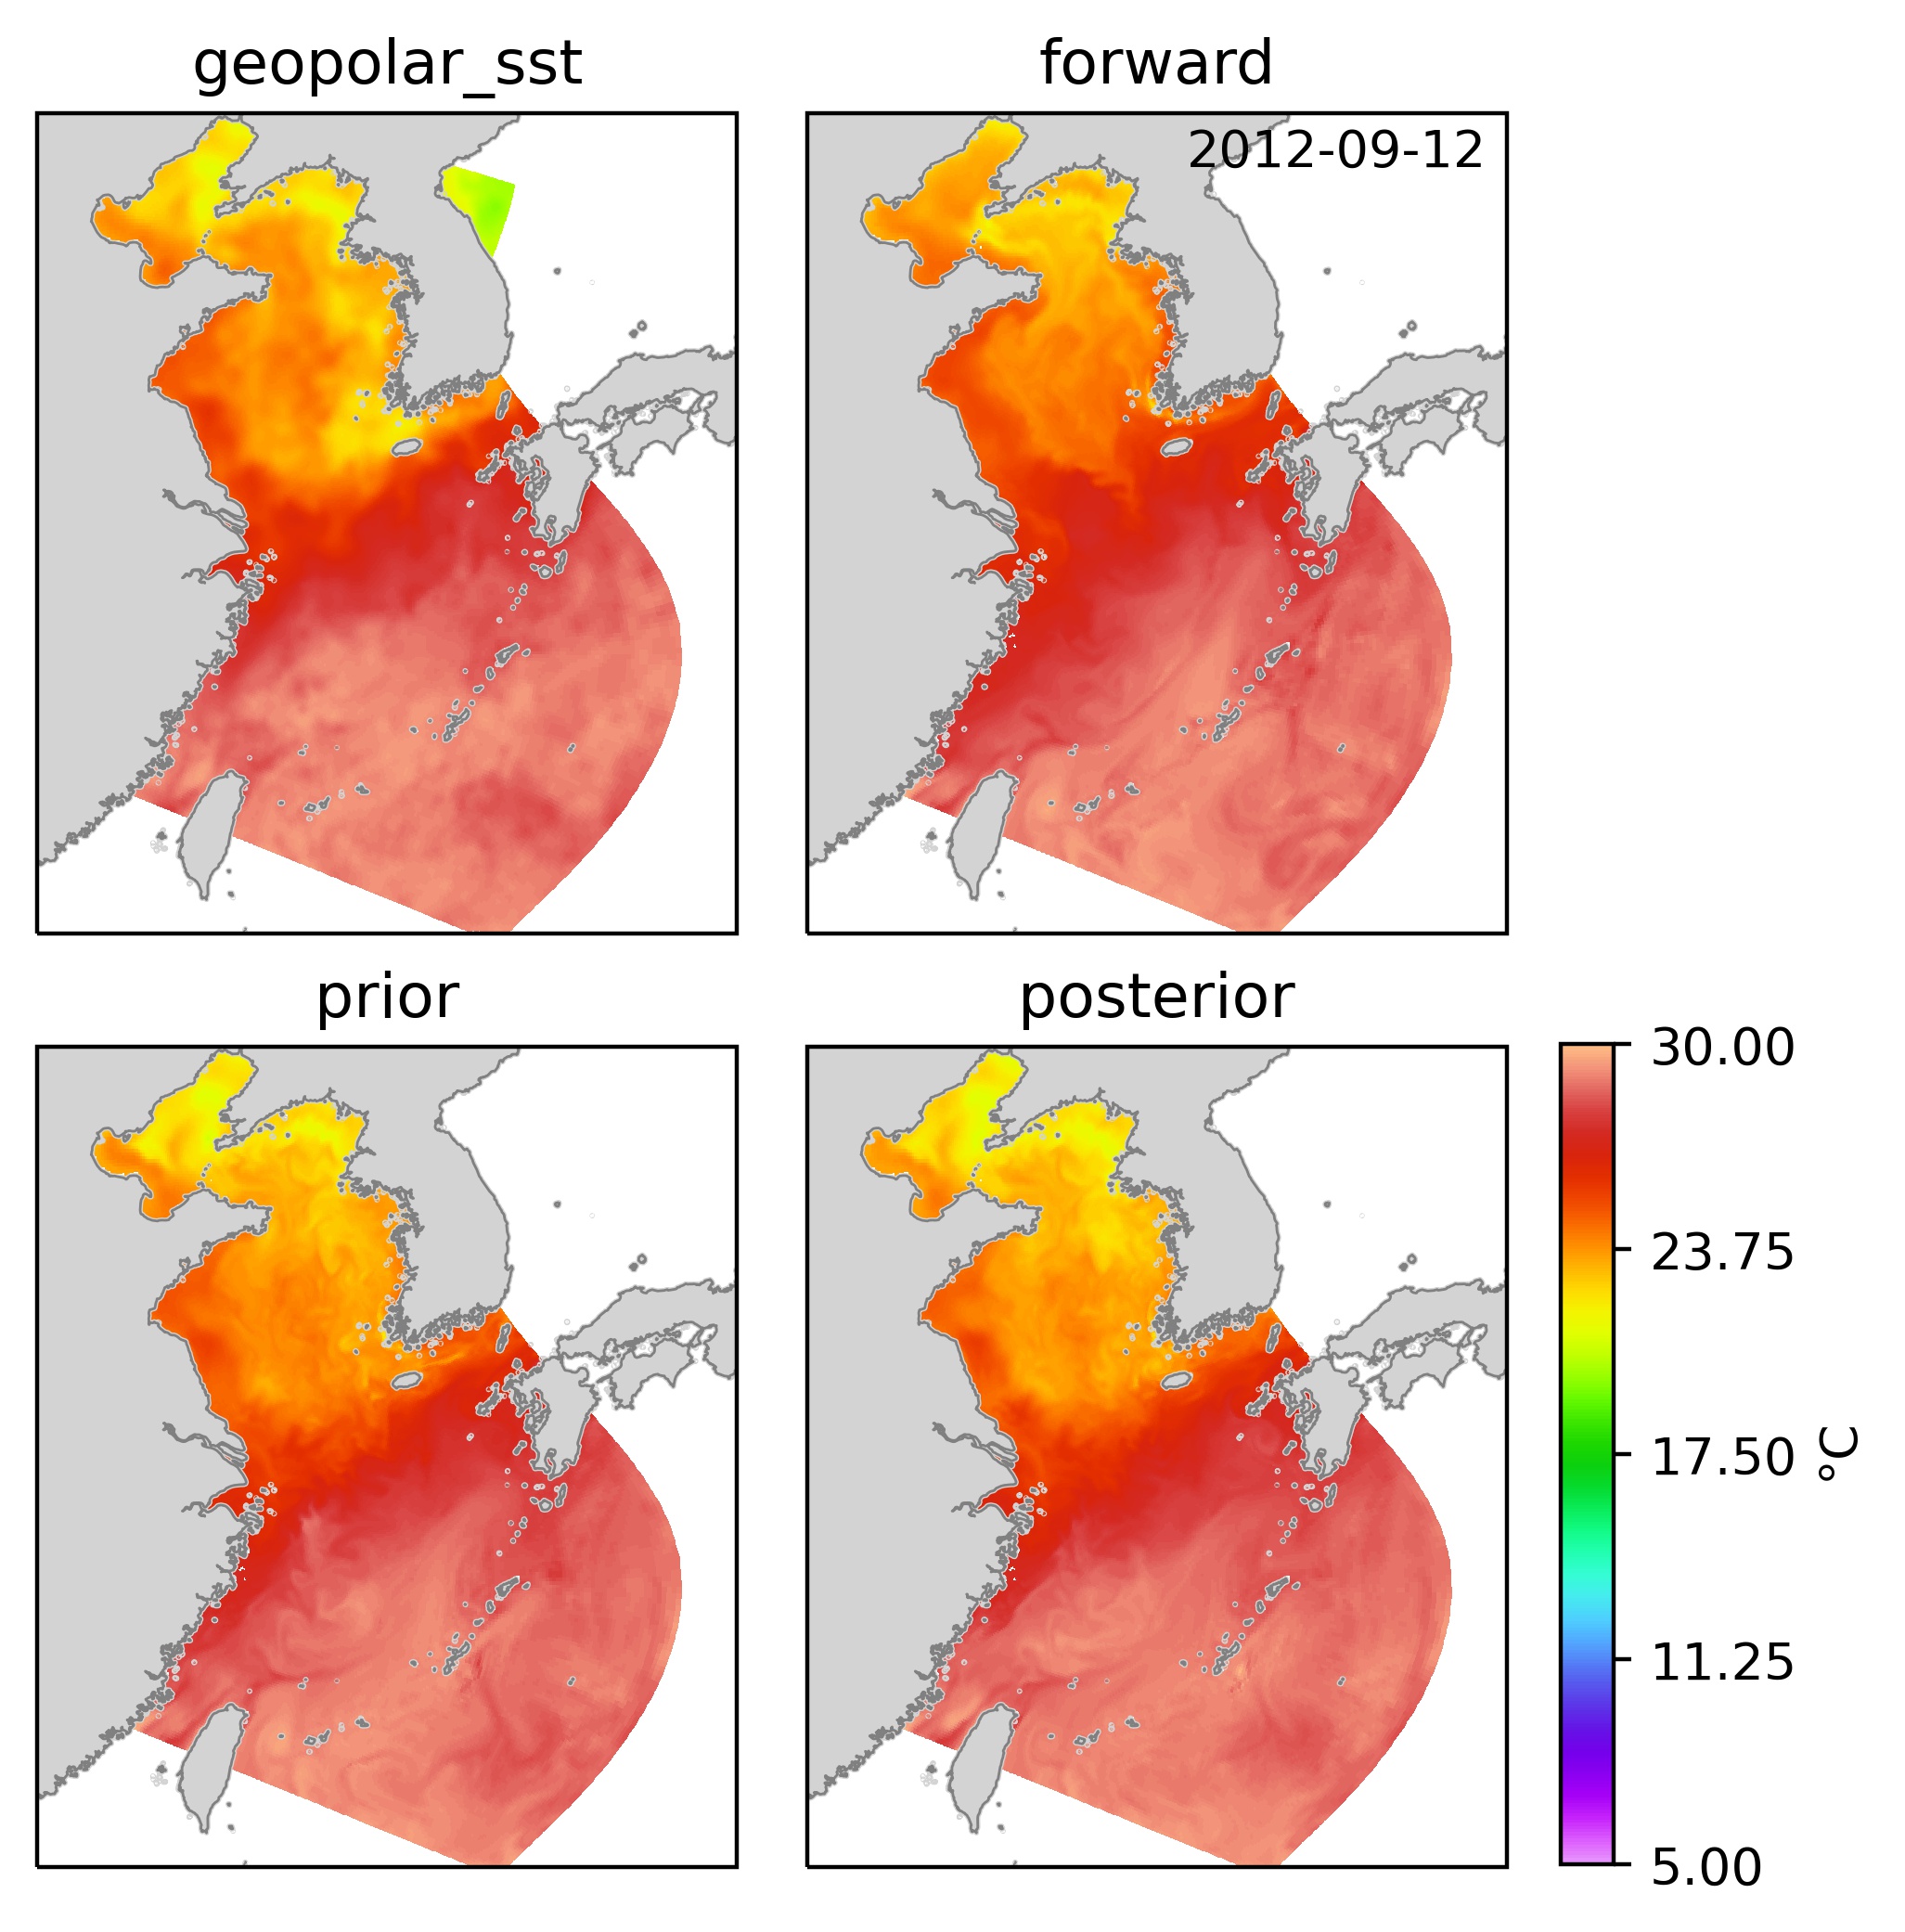 geopolar_sst
forward
2012-09-12
prior
posterior
30.00
23.75
17.50
11.25
5.00
°C